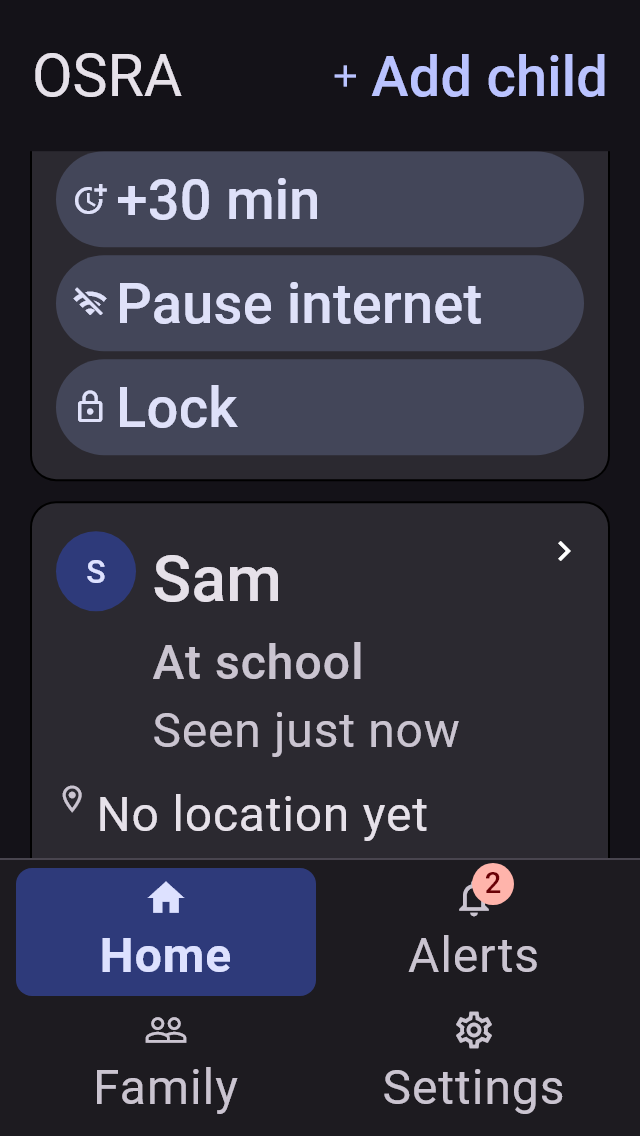 OSRA
+ Add child
+30 min
Pause internet
Lock
S
Sam
At school
Seen just now
No location yet
Home
2
Alerts
Family
Settings